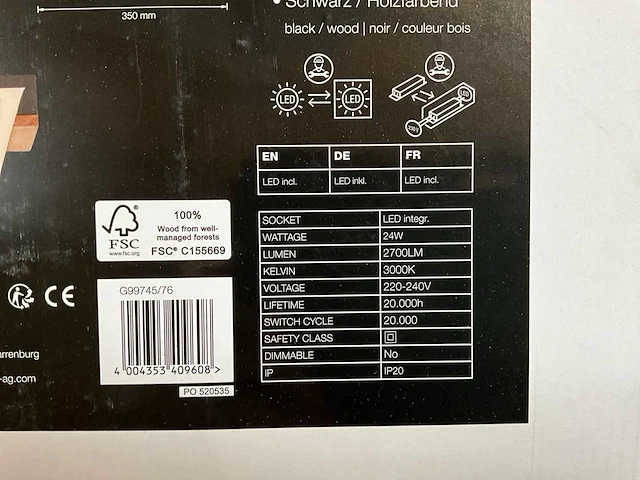 350 mm
• Schwarz / Holzfarbend
black / wood | noir / couleur bois
LED
LED
LED
230V
EN DE FR
LED incl. LED inkl. LED incl.
SOCKET LED integr.
WATTAGE 24W
LUMEN 2700LM
KELVIN 3000K
VOLTAGE 220-240V
LIFETIME 20.000h
SWITCH CYCLE 20.000
SAFETY CLASS
DIMMABLE No
IP IP20
FSC
www.fsc.org
100%
Wood from well-
managed forests
FSC® C155669
CE
G99745/76
4 004353 409608 >
PO 520535
arrenburg
-ag.com